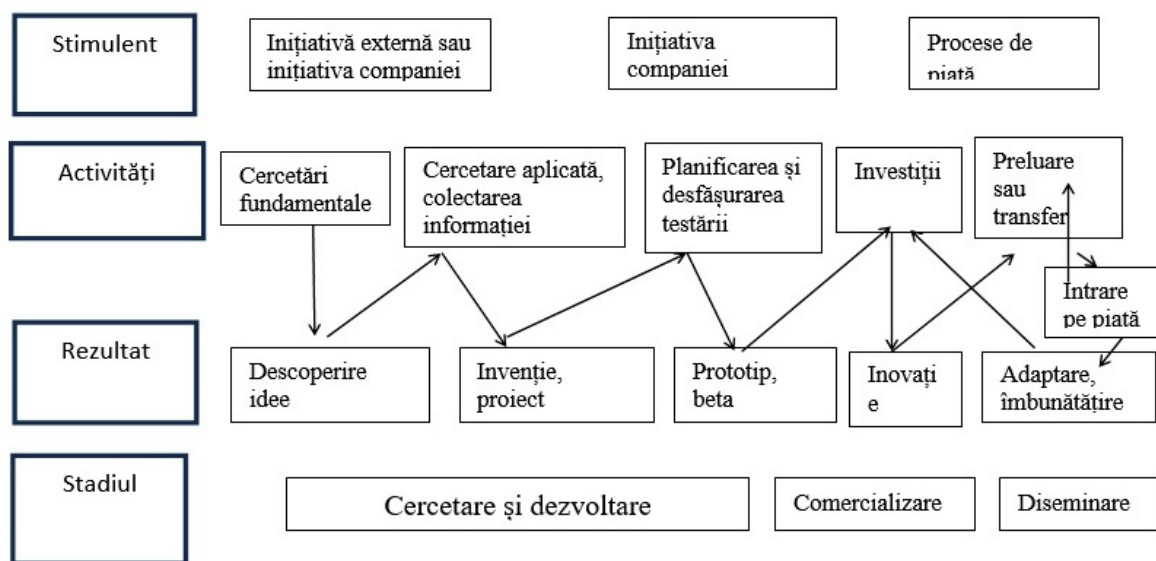 Stimulent
Inițiativă externă sau
inițiativa companiei
Inițiativa
companiei
Procese de
piață
Activități
Cercetări
fundamentale
Cercetare aplicată,
colectarea
informației
Planificarea și
desfășurarea
testării
Investiții
Preluare
sau
transfer
Intrare
pe piață
Rezultat
Descoperire
idee
Invenție,
proiect
Prototip,
beta
Inovați
e
Adaptare,
îmbunătățire
Stadiul
Cercetare și dezvoltare
Comercializare
Diseminare